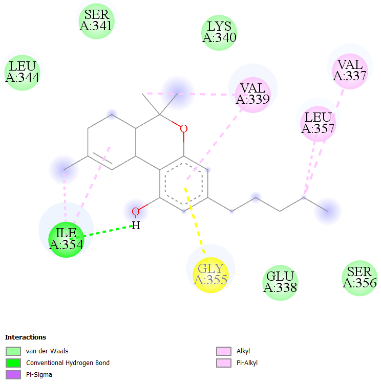 SER
A:341
LYS
A:340
LEU
A:344
VAL
A:337
VAL
A:339
LEU
A:357
O
O
H
ILE
A:354
GLY
A:355
GLU
A:338
SER
A:356
Interactions
van der Waals
Conventional Hydrogen Bond
Pi-Sigma
Alkyl
Pi-Alkyl